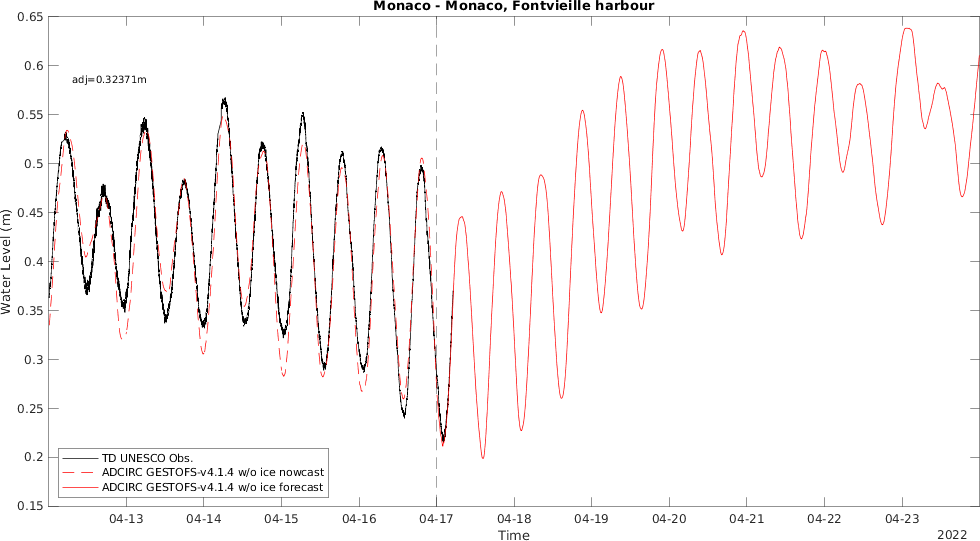 Monaco - Monaco, Fontvieille harbour
0.65
0.6
0.55
0.5
0.45
0.4
0.35
0.3
0.25
0.2
0.15
Water Level (m)
adj=0.32371m
TD UNESCO Obs.
ADCIRC GESTOFS-v4.1.4 w/o ice nowcast
ADCIRC GESTOFS-v4.1.4 w/o ice forecast
04-13 04-14 04-15 04-16 04-17 04-18 04-19 04-20 04-21 04-22 04-23
Time
2022